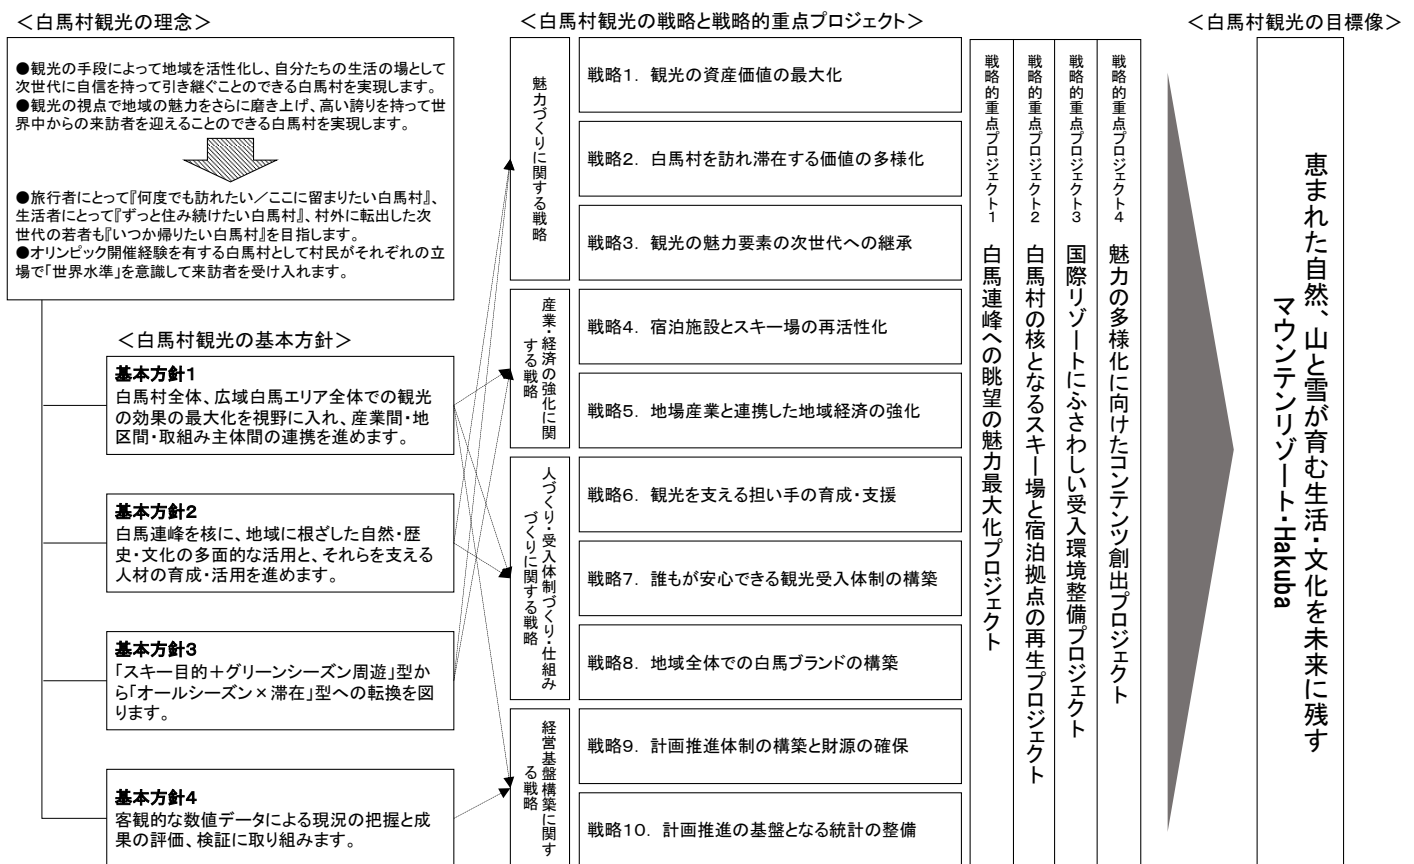 ＜白馬村観光の理念＞
●観光の手段によって地域を活性化し、自分たちの生活の場として
次世代に自信を持って引き継ぐことのできる白馬村を実現します。
●観光の視点で地域の魅力をさらに磨き上げ、高い誇りを持って世
界中からの来訪者を迎えることのできる白馬村を実現します。
●旅行者にとって『何度でも訪れたい／ここに留まりたい白馬村』、
生活者にとって『ずっと住み続けたい白馬村』、村外に転出した次
世代の若者も『いつか帰りたい白馬村』を目指します。
●オリンピック開催経験を有する白馬村として村民がそれぞれの立
場で「世界水準」を意識して来訪者を受け入れます。
＜白馬村観光の基本方針＞
基本方針1
白馬村全体、広域白馬エリア全体での観光
の効果の最大化を視野に入れ、産業間・地
区間・取組み主体間の連携を進めます。
基本方針2
白馬連峰を核に、地域に根ざした自然・歴
史・文化の多面的な活用と、それらを支える
人材の育成・活用を進めます。
基本方針3
「スキー目的＋グリーンシーズン周遊」型か
ら「オールシーズン×滞在」型への転換を図
ります。
基本方針4
客観的な数値データによる現況の把握と成
果の評価、検証に取り組みます。
＜白馬村観光の戦略と戦略的重点プロジェクト＞
魅力づくりに関する戦略
戦略1．観光の資産価値の最大化
戦略2．白馬村を訪れ滞在する価値の多様化
戦略3．観光の魅力要素の次世代への継承
産業・経済の強化に関
する戦略
戦略4．宿泊施設とスキー場の再活性化
戦略5．地場産業と連携した地域経済の強化
人づくり・受入体制づくり・仕組み
づくりに関する戦略
戦略6．観光を支える担い手の育成・支援
戦略7．誰もが安心できる観光受入体制の構築
戦略8．地域全体での白馬ブランドの構築
経営基盤構築に関す
る戦略
戦略9．計画推進体制の構築と財源の確保
戦略10．計画推進の基盤となる統計の整備
戦略的重点プロジェクト1　白馬連峰への眺望の魅力最大化プロジェクト
戦略的重点プロジェクト2　白馬村の核となるスキー場と宿泊拠点の再生プロジェクト
戦略的重点プロジェクト3　国際リゾートにふさわしい受入環境整備プロジェクト
戦略的重点プロジェクト4　魅力の多様化に向けたコンテンツ創出プロジェクト
＜白馬村観光の目標像＞
恵まれた自然、山と雪が育む生活・文化を未来に残す
マウンテンリゾート・Hakuba